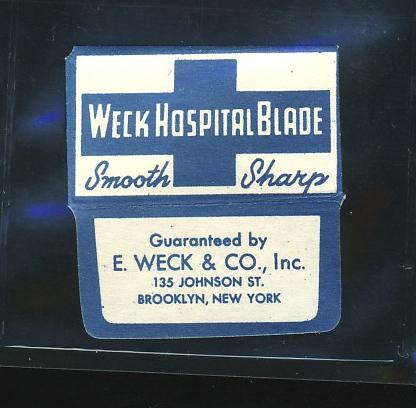 WECK HOSPITAL BLADE
Smooth Sharp
Guaranteed by
E. WECK & CO., Inc.
135 JOHNSON ST.
BROOKLYN, NEW YORK